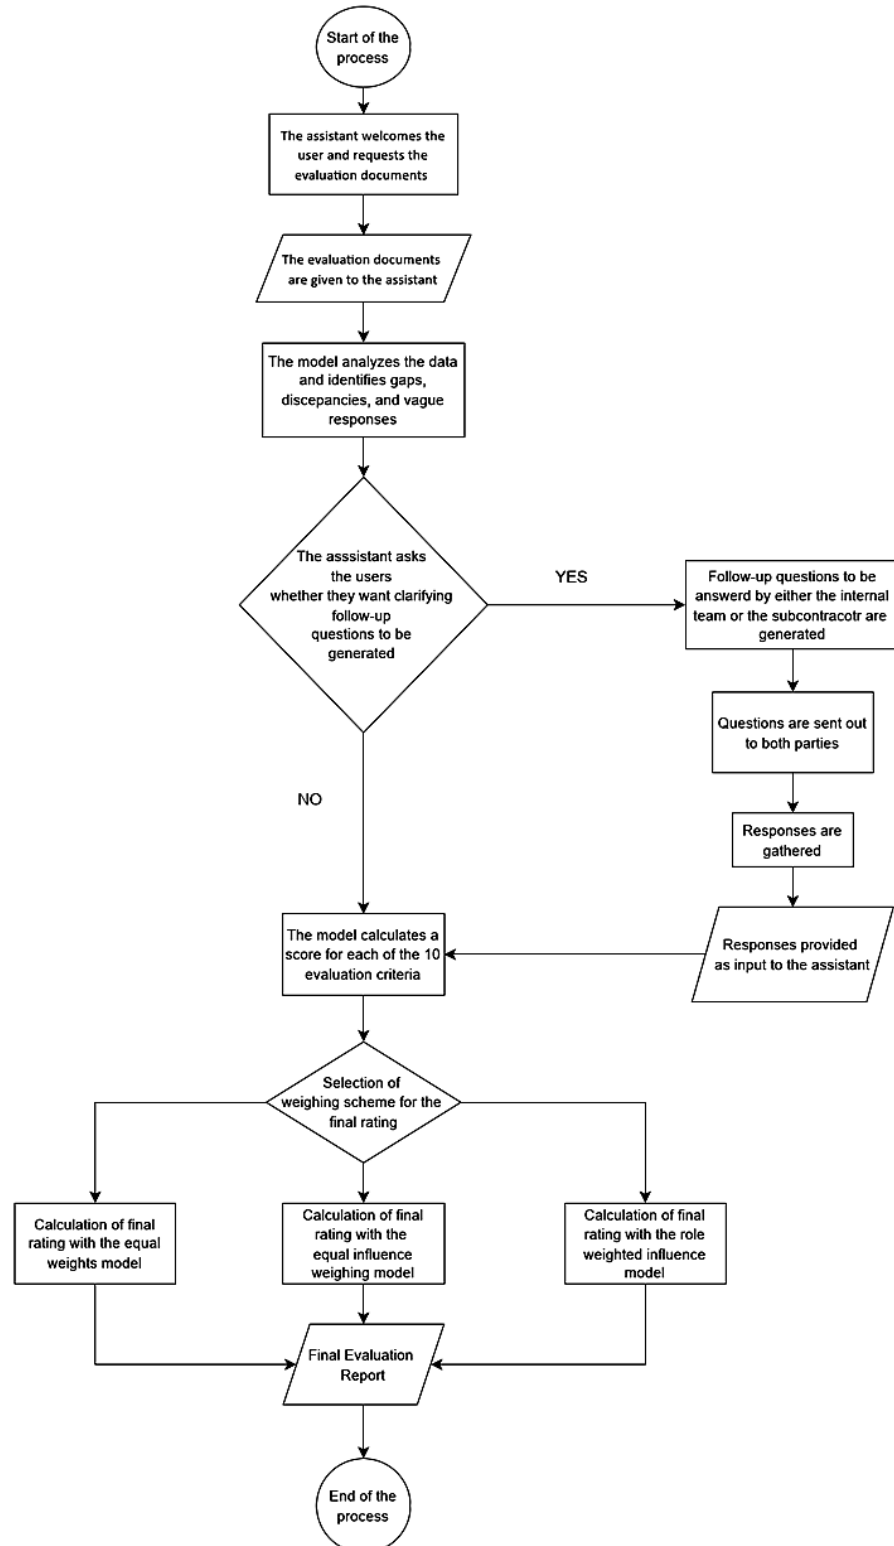 Start of the
process
The assistant welcomes the
user and requests the
evaluation documents
The evaluation documents
are given to the assistant
The model analyzes the data
and identifies gaps,
discepancies, and vague
responses
The asssistant asks
the users
whether they want clarifying
follow-up
questions to be
generated
YES
Follow-up questions to be
answerd by either the internal
team or the subcontracotr are
generated
Questions are sent out
to both parties
NO
Responses are
gathered
Responses provided
as input to the assistant
The model calculates a
score for each of the 10
evaluation criteria
Selection of
weighing scheme for the
final rating
Calculation of final
rating with the equal
weights model
Calculation of final
rating with the
equal influence
weighing model
Calculation of final
rating with the role
weighted influence
model
Final Evaluation
Report
End of the
process